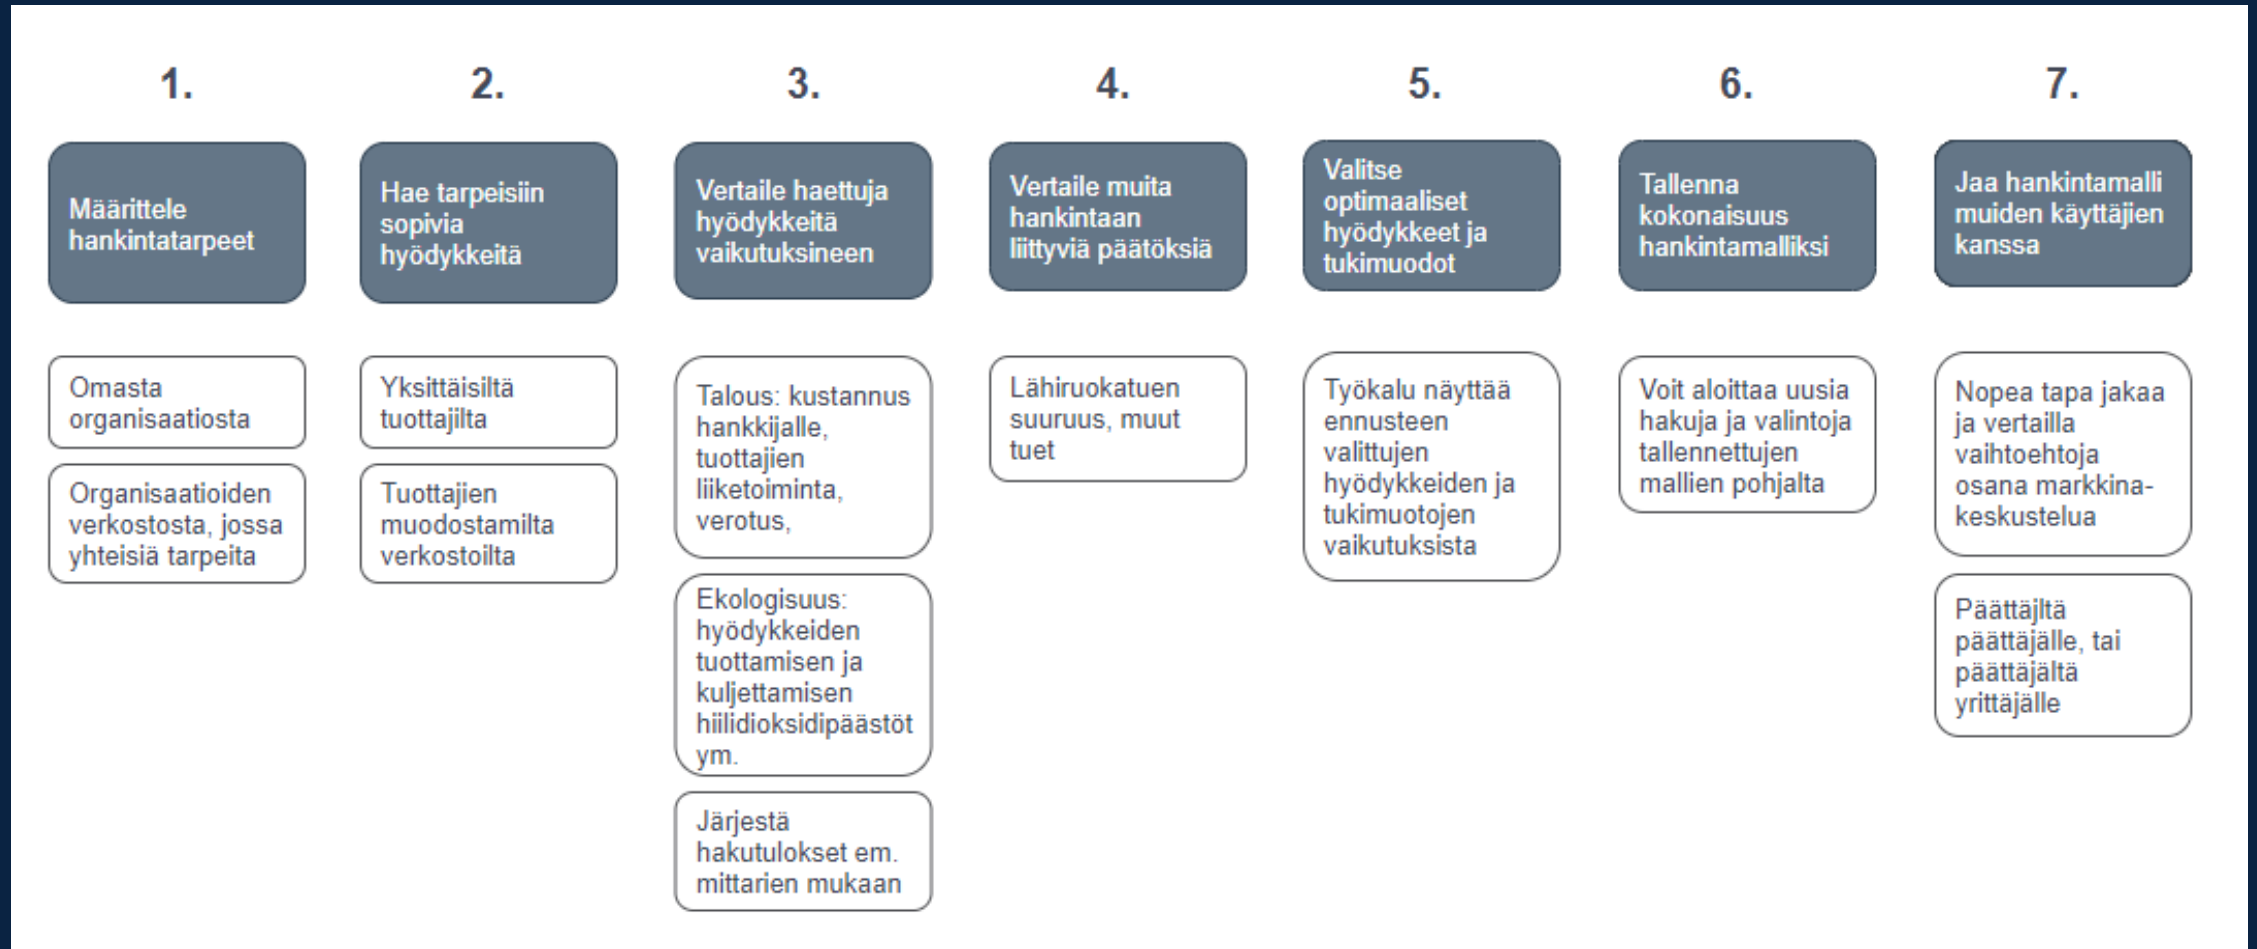 1.
Määrittele
hankintatarpeet
Omasta
organisaatiosta
Organisaatioiden
verkostosta, jossa
yhteisiä tarpeita
2.
Hae tarpeisiin
sopivia
hyödykkeitä
Yksittäisiltä
tuottajilta
Tuottajien
muodostamilta
verkostoilta
3.
Vertaile haettuja
hyödykkeitä
vaikutuksineen
Talous: kustannus
hankkijalle,
tuottajien
liiketoiminta,
verotus,
Ekologisuus:
hyödykkeiden
tuottamisen ja
kuljettamisen
hiilidioksidipäästöt
ym.
Järjestä
hakutulokset em.
mittarien mukaan
4.
Vertaile muita
hankintaan
liittyviä päätöksiä
Lähiruokatuen
suuruus, muut
tuet
5.
Valitse
optimaaliset
hyödykkeet ja
tukimuodot
Työkalu näyttää
ennusteen
valittujen
hyödykkeiden ja
tukimuotojen
vaikutuksista
6.
Tallenna
kokonaisuus
hankintamalliksi
Voit aloittaa uusia
hakuja ja valintoja
tallennettujen
mallien pohjalta
7.
Jaa hankintamalli
muiden käyttäjien
kanssa
Nopea tapa jakaa
ja vertailla
vaihtoehtoja
osana markkina-
keskustelua
Päättäjltä
päättäjälle, tai
päättäjältä
yrittäjälle